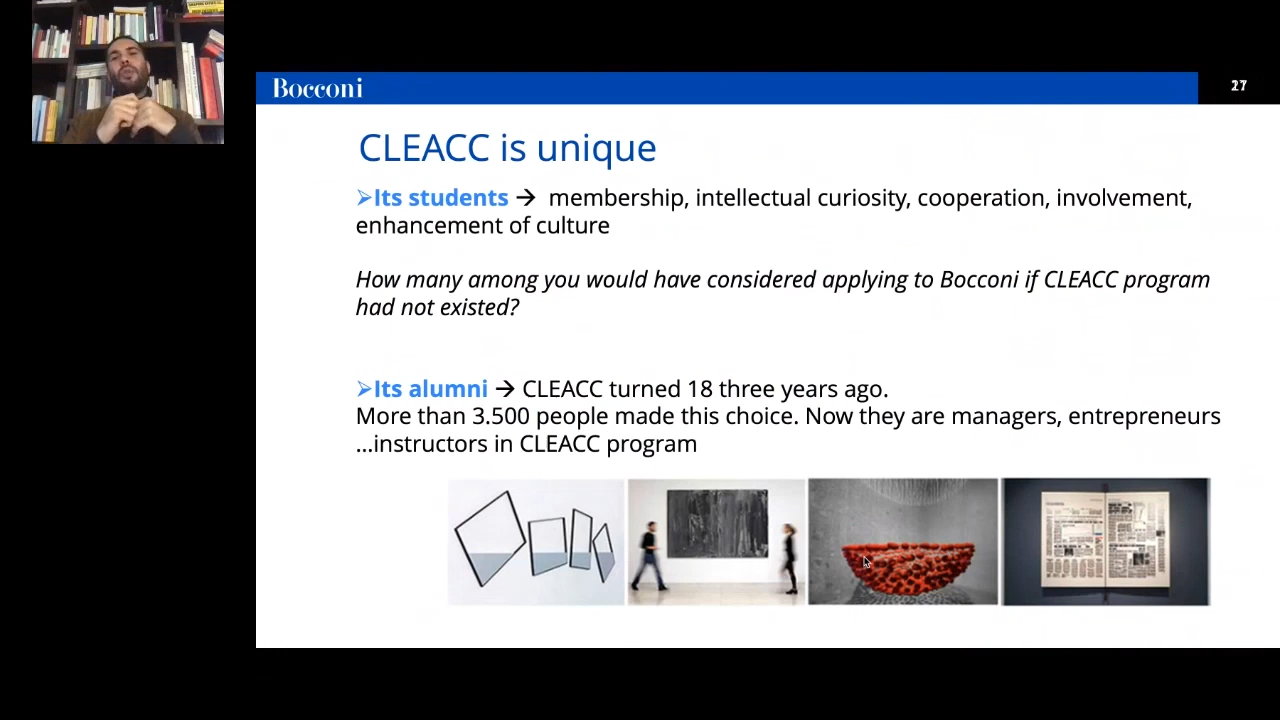 Bocconi
27
CLEACC is unique
➢Its students → membership, intellectual curiosity, cooperation, involvement,
enhancement of culture
How many among you would have considered applying to Bocconi if CLEACC program
had not existed?
➢Its alumni → CLEACC turned 18 three years ago.
More than 3.500 people made this choice. Now they are managers, entrepreneurs
…instructors in CLEACC program